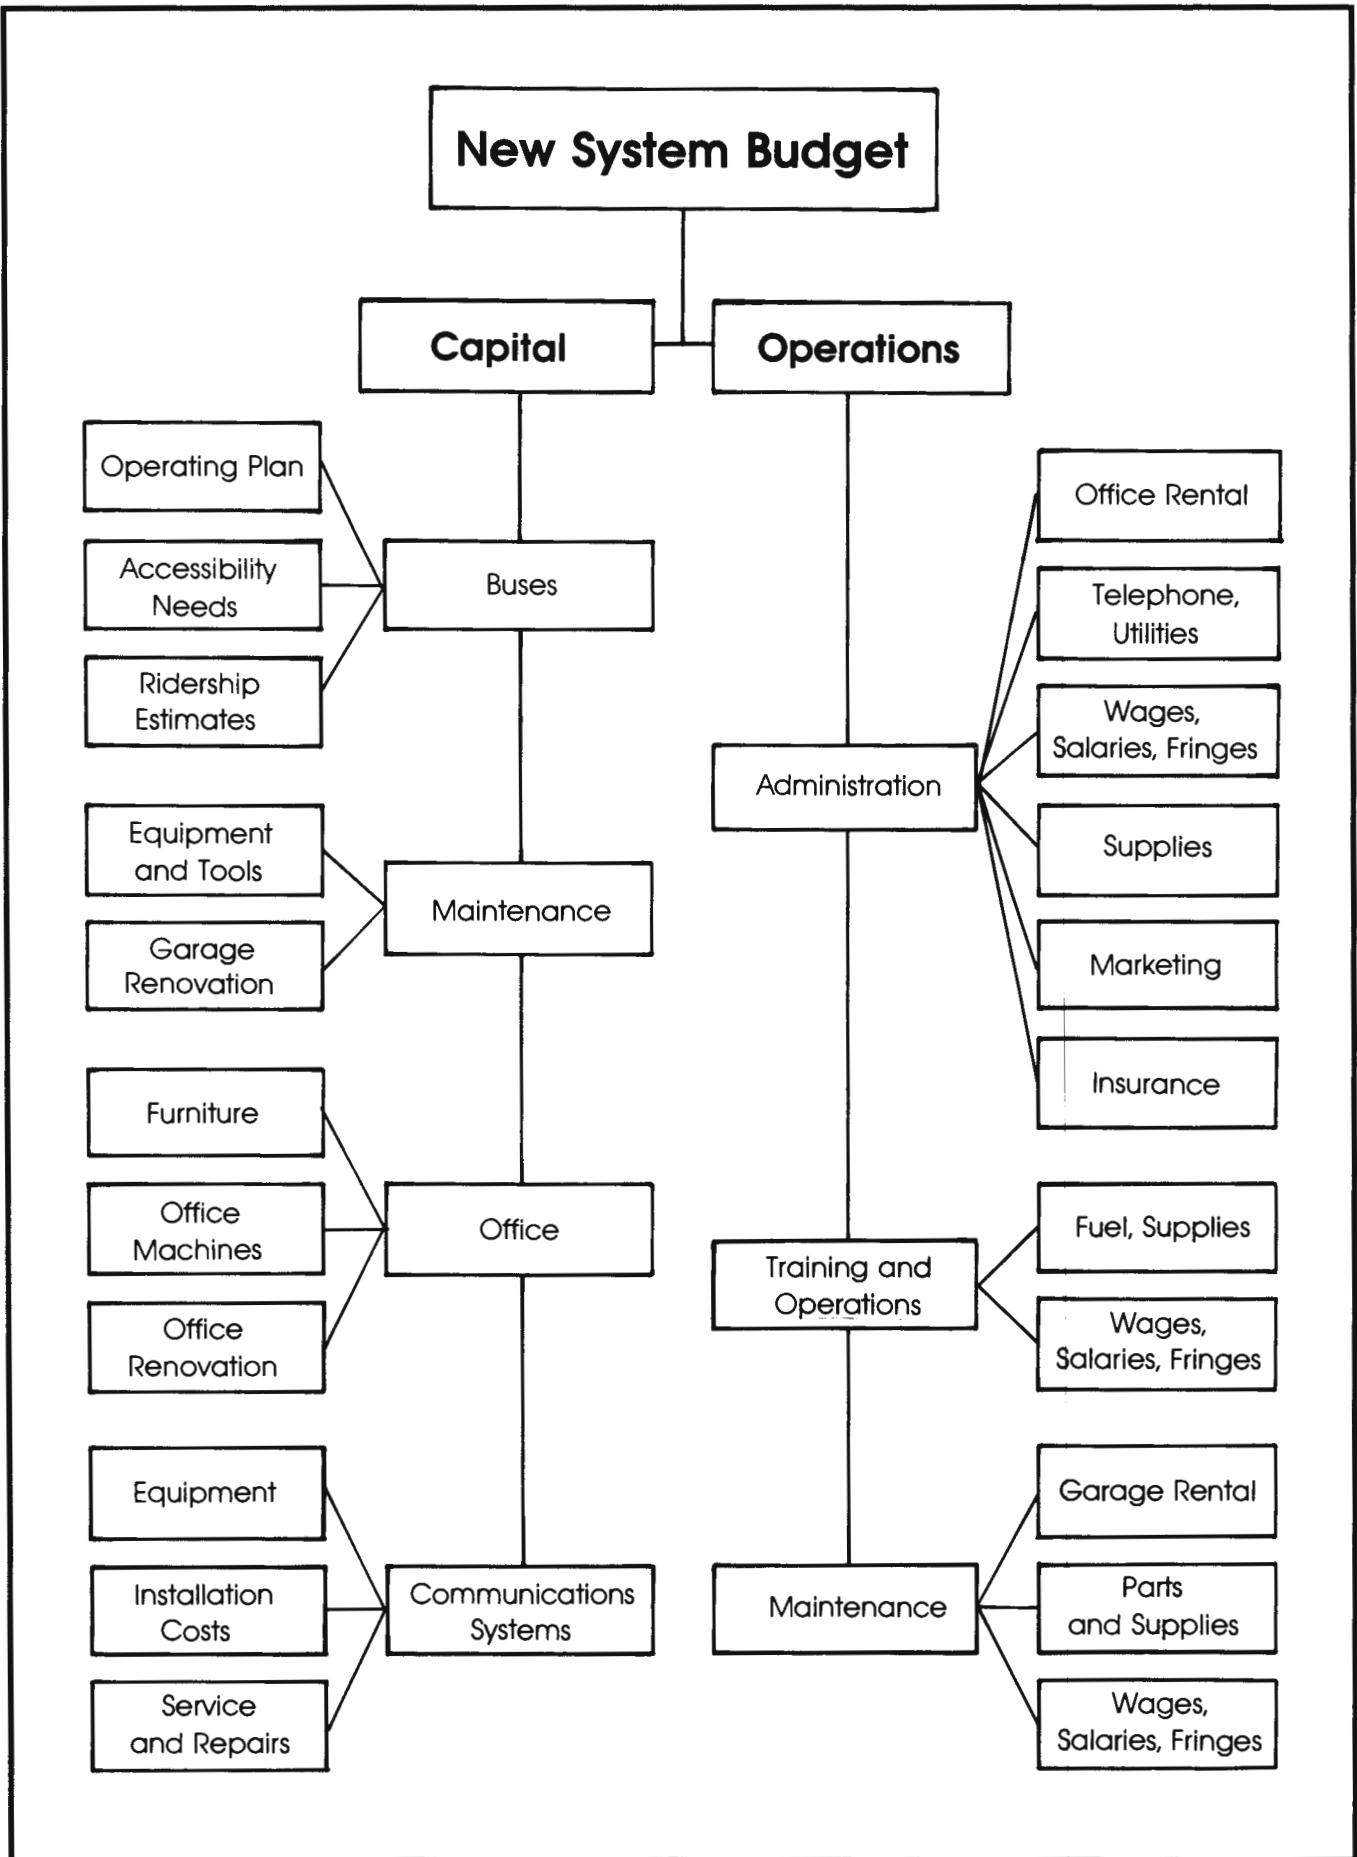 New System Budget
Capital
Operations
Operating Plan
Accessibility
Needs
Ridership
Estimates
Buses
Equipment
and Tools
Garage
Renovation
Maintenance
Furniture
Office
Machines
Office
Renovation
Office
Equipment
Installation
Costs
Service
and Repairs
Communications
Systems
Administration
Office Rental
Telephone,
Utilities
Wages,
Salaries, Fringes
Supplies
Marketing
Insurance
Training and
Operations
Fuel, Supplies
Wages,
Salaries, Fringes
Maintenance
Garage Rental
Parts
and Supplies
Wages,
Salaries, Fringes